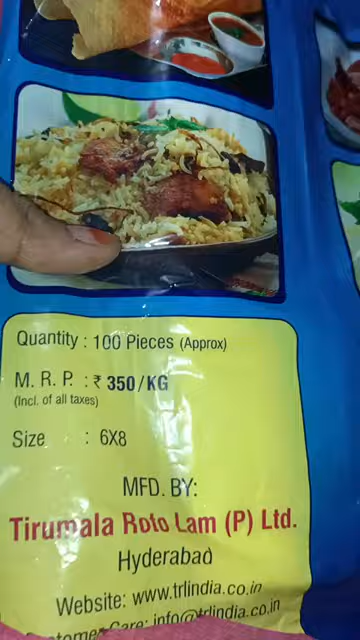 Quantity : 100 Pieces (Approx)
M. R. P. : ₹ 350/KG
(Incl. of all taxes)
Size : 6X8
MFD. BY:
Tirumala Roto Lam (P) Ltd.
Hyderabad
Website: www.trlindia.co.in
Care: info@trlindia.co.in